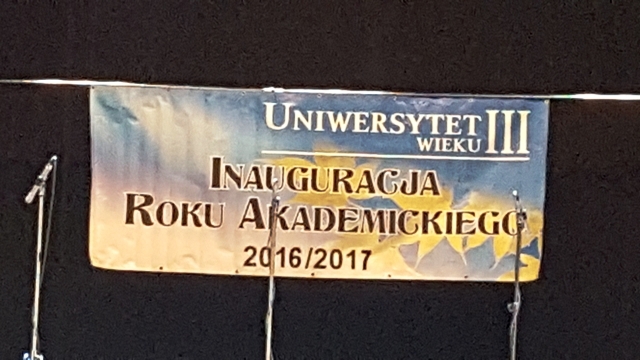 UNIWERSYTET III
WIEKU
INAUGURACJA
ROKU AKADEMICKIEGO
2016/2017